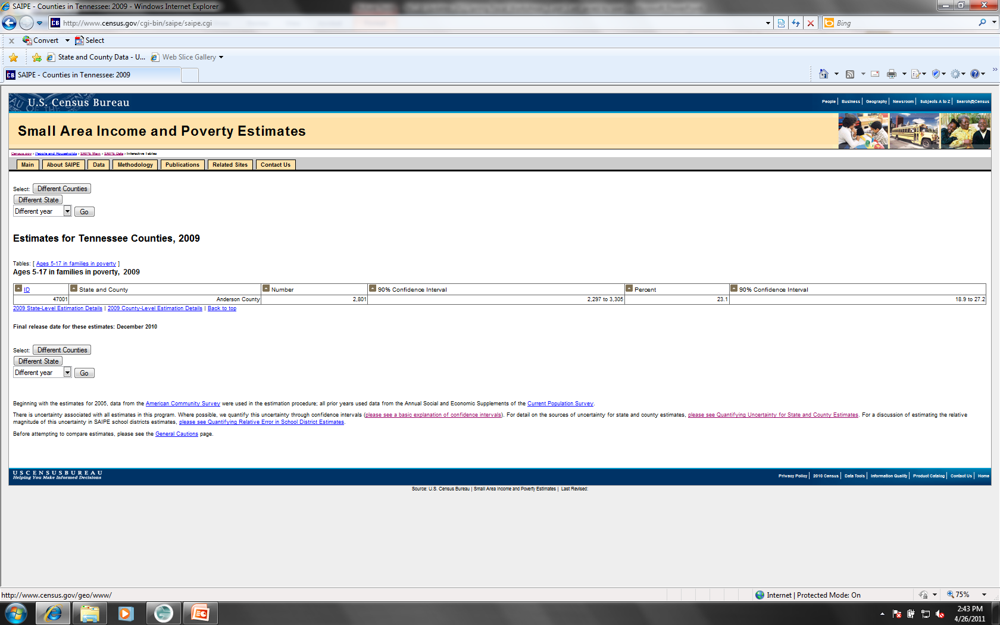 SAIPE - Counties in Tennessee: 2009 - Windows Internet Explorer
http://www.census.gov/cgi-bin/saipe/saipe.cgi
Bing
x Convert Select
State and County Data - U... Web Slice Gallery
SAIPE - Counties in Tennessee: 2009
U.S. Census Bureau
People | Business | Geography | Newsroom | Subjects A to Z | Search@Census
Small Area Income and Poverty Estimates
Census.gov › People and Households › SAIPE Main › SAIPE Data › Interactive Tables
Main About SAIPE Data Methodology Publications Related Sites Contact Us
Select: Different Counties
Different State
Different year Go
Estimates for Tennessee Counties, 2009
Tables: [ Ages 5-17 in families in poverty ]
Ages 5-17 in families in poverty, 2009
ID State and County Number 90% Confidence Interval Percent 90% Confidence Interval
47001 Anderson County 2,801 2,297 to 3,305 23.1 18.9 to 27.2
2009 State-Level Estimation Details | 2009 County-Level Estimation Details | Back to top
Final release date for these estimates: December 2010
Select: Different Counties
Different State
Different year Go
Beginning with the estimates for 2005, data from the American Community Survey were used in the estimation procedure; all prior years used data from the Annual Social and Economic Supplements of the Current Population Survey.
There is uncertainty associated with all estimates in this program. Where possible, we quantify this uncertainty through confidence intervals (please see a basic explanation of confidence intervals). For detail on the sources of uncertainty for state and county estimates, please see Quantifying Uncertainty for State and County Estimates. For a discussion of estimating the relative
magnitude of this uncertainty in SAIPE school districts estimates, please see Quantifying Relative Error in School District Estimates.
Before attempting to compare estimates, please see the General Cautions page.
USCENSUSBUREAU
Helping You Make Informed Decisions
Privacy Policy | 2010 Census | Data Tools | Information Quality | Product Catalog | Contact Us | Home
Source: U.S. Census Bureau | Small Area Income and Poverty Estimates | Last Revised:
http://www.census.gov/geo/www/
Internet | Protected Mode: On
75%
2:43 PM
4/26/2011